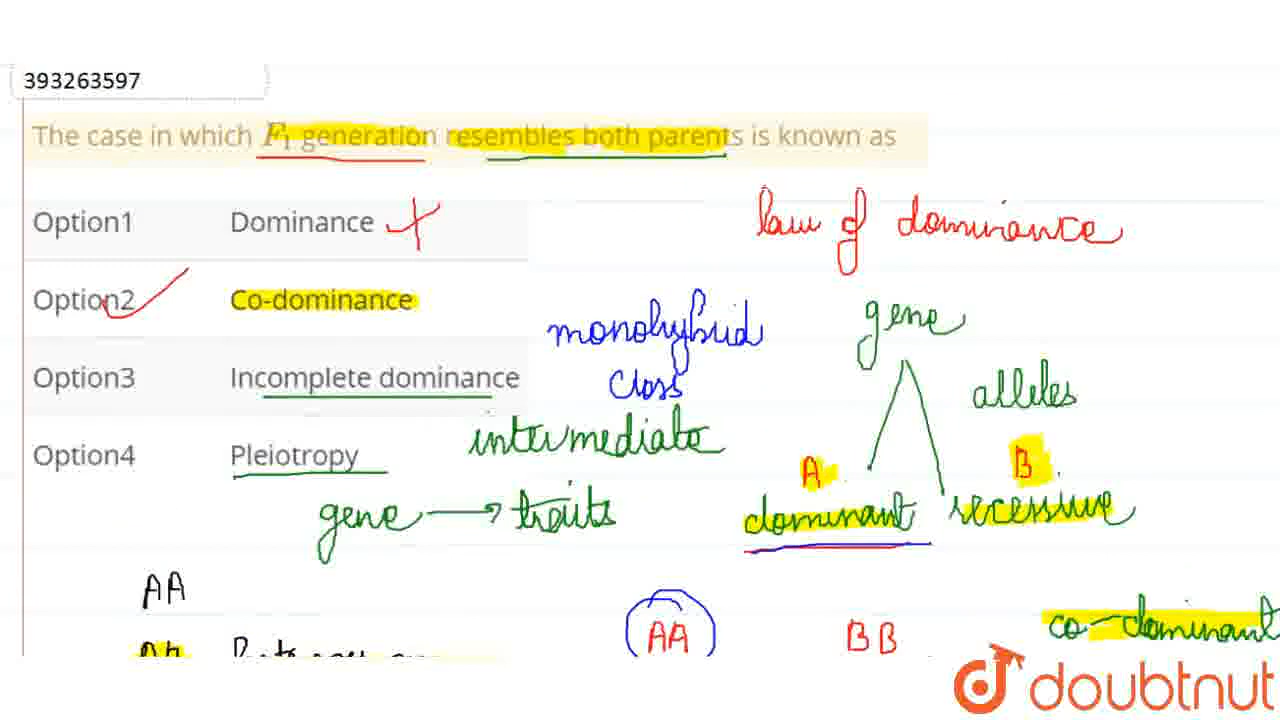 393263597
The case in which F1 generation resembles both parents is known as
Option1 Dominance
law of dominance
Option2 Co-dominance
monohybrid
gene
Option3 Incomplete dominance
alleles
intermediate
Option4 Pleiotropy
A B
gene → traits
dominant recessive
AA
AA BB
co-dominant
doubtnut